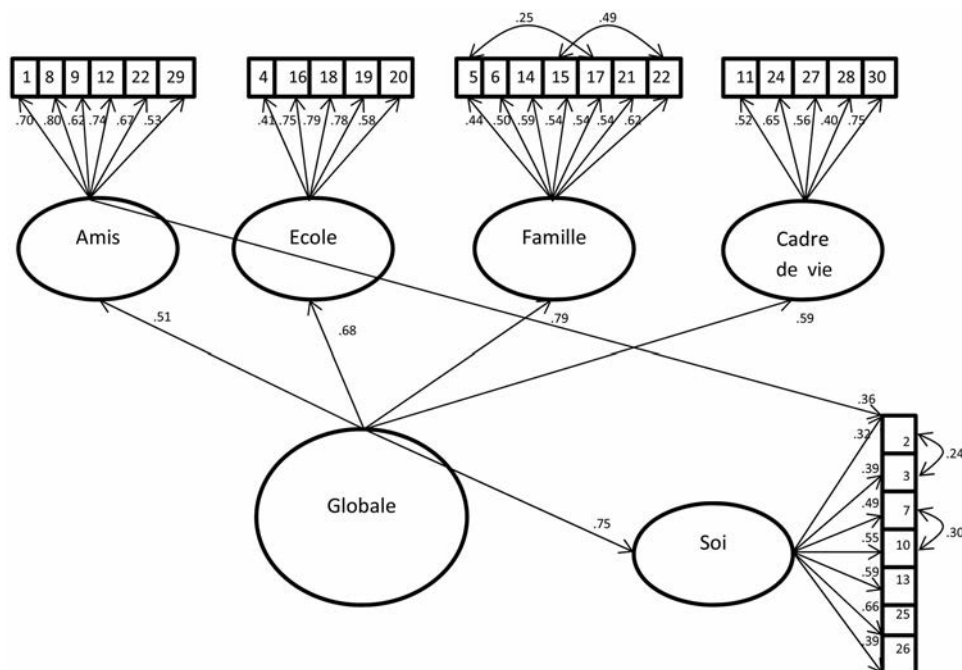 .25 .49
1 8 9 12 22 29
4 16 18 19 20
5 6 14 15 17 21 22
11 24 27 28 30
.70 .80 .62 .74 .67 .53
.41 .75 .79 .78 .58
.44 .50 .59 .54 .54 .54 .62
.52 .65 .56 .40 .75
Amis
Ecole
Famille
Cadre
de vie
.51
.68
.79
.59
.36
.32
2
.24
.39
3
.49
7
.30
.55
10
.59
13
.66
25
.39
26
Globale
.75
Soi